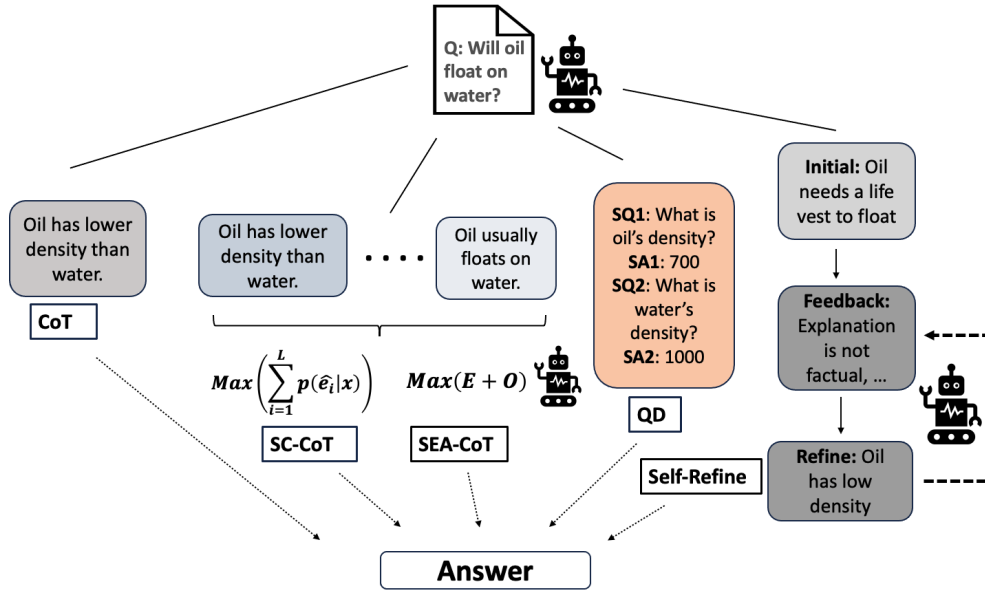 Q: Will oil
float on
water?
Oil has lower
density than
water.
CoT
Oil has lower
density than
water.
. . . .
Oil usually
floats on
water.
Max(∑_{i=1}^{L} p(ê_i|x))
Max(E + O)
SC-CoT
SEA-CoT
SQ1: What is
oil's density?
SA1: 700
SQ2: What is
water's
density?
SA2: 1000
QD
Initial: Oil
needs a life
vest to float
Feedback:
Explanation
is not
factual, ...
Refine: Oil
has low
density
Self-Refine
Answer